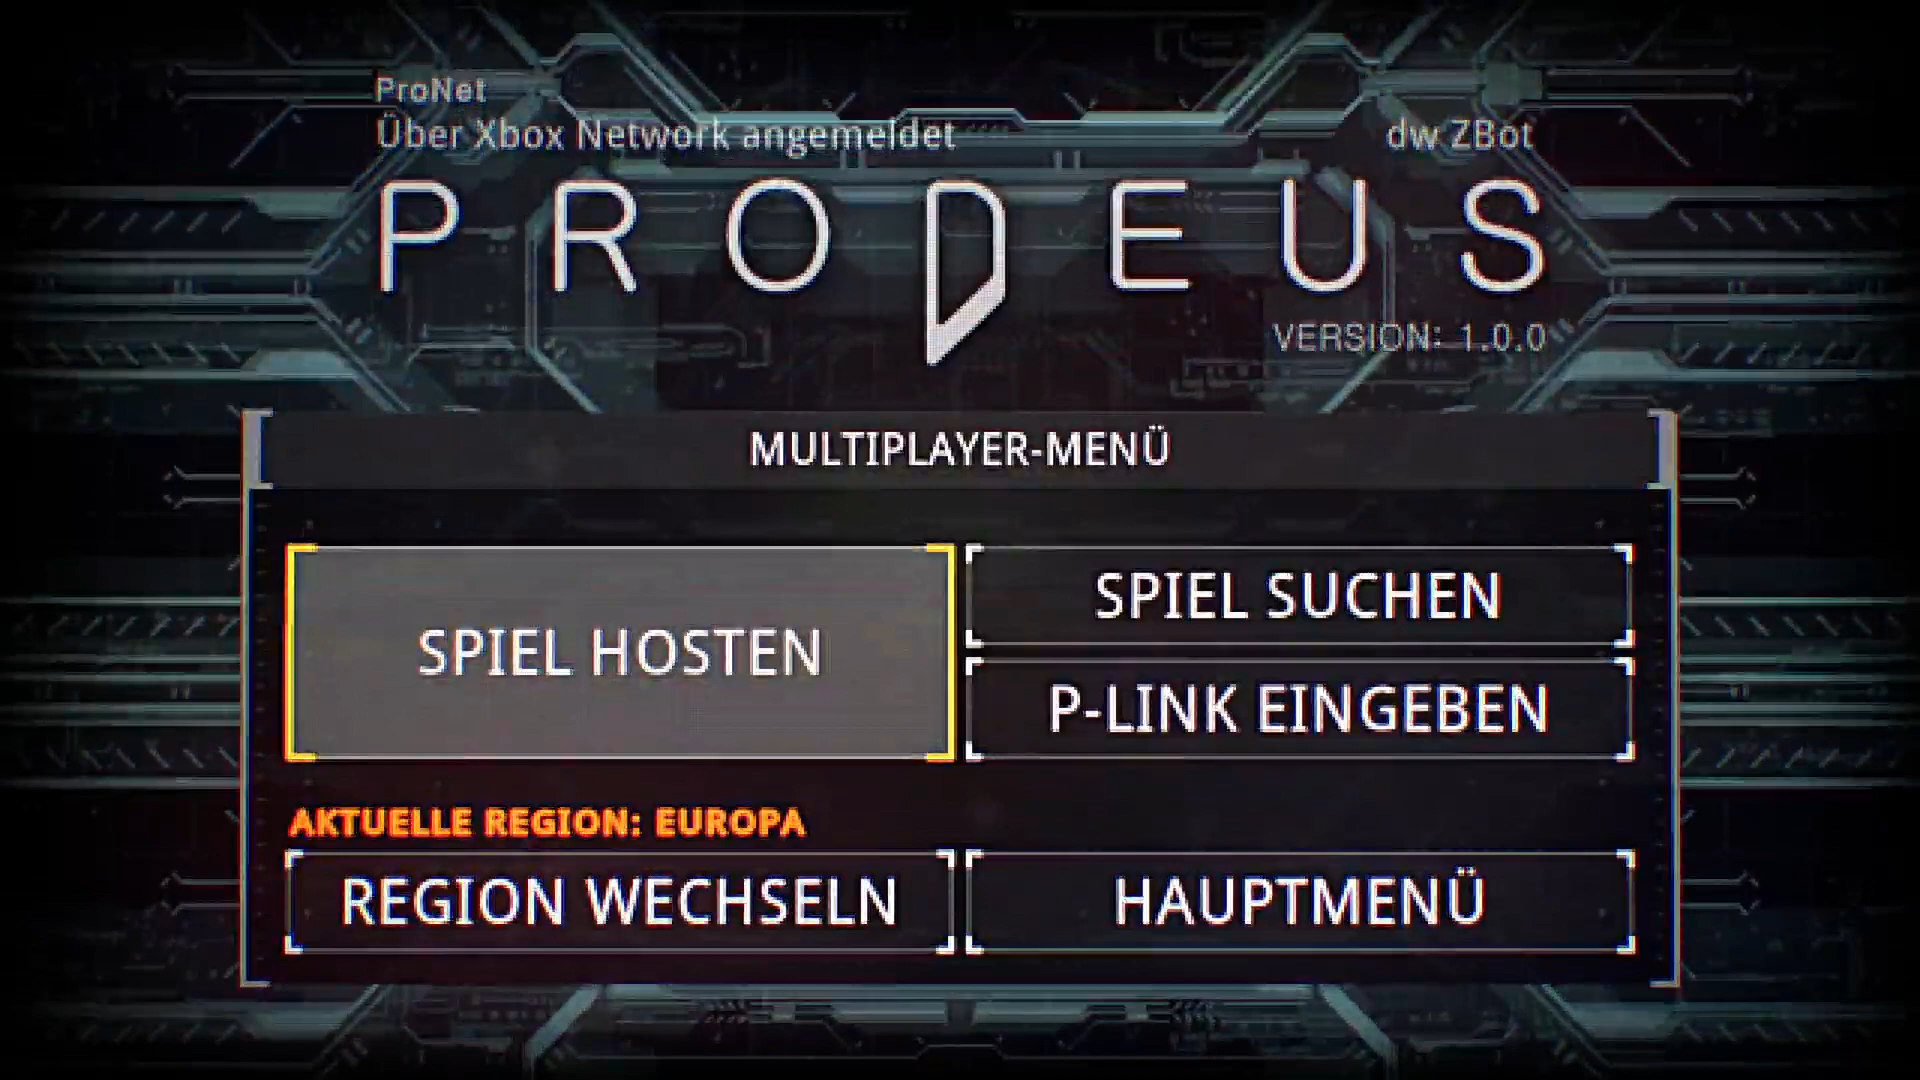 ProNet
Über Xbox Network angemeldet
dw ZBot
PRODEUS
VERSION: 1.0.0
MULTIPLAYER-MENÜ
SPIEL HOSTEN
SPIEL SUCHEN
P-LINK EINGEBEN
AKTUELLE REGION: EUROPA
REGION WECHSELN
HAUPTMENÜ